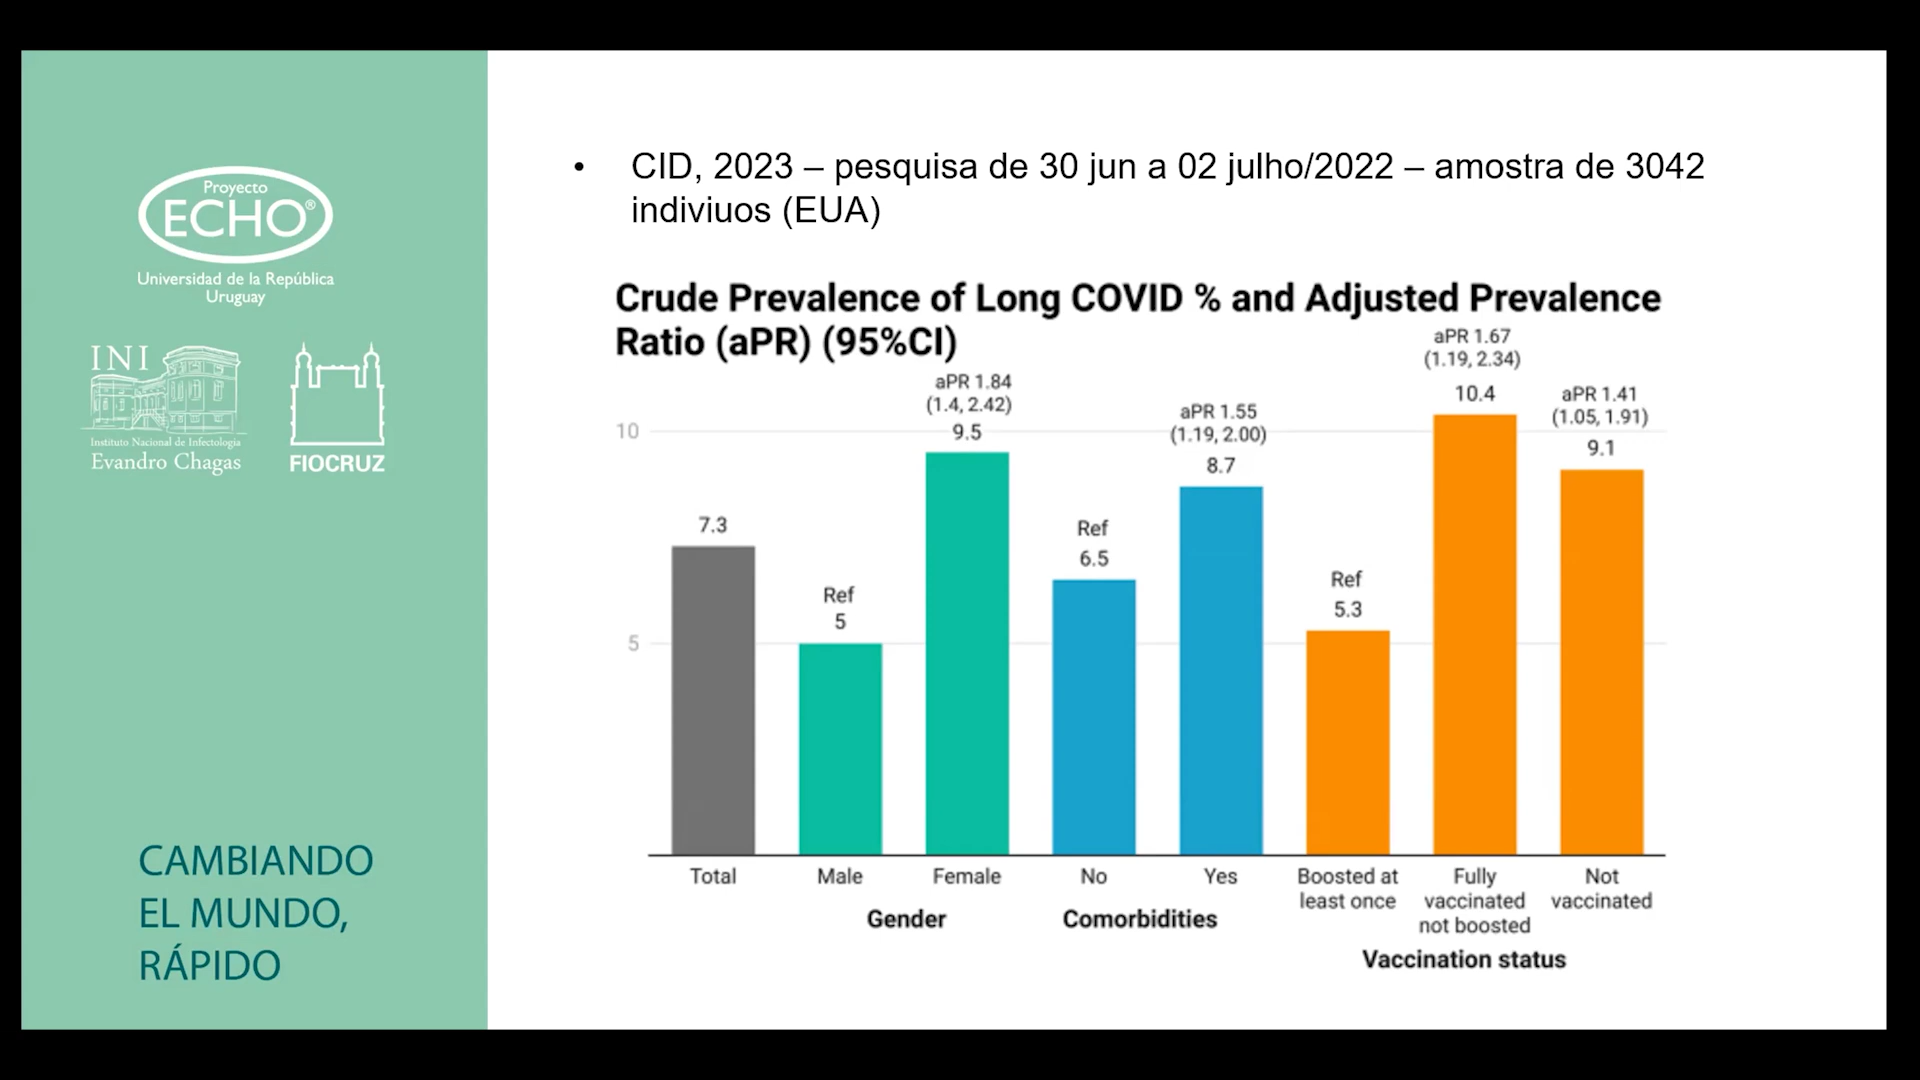 Proyecto
ECHO®
Universidad de la República
Uruguay
INI
Instituto Nacional de Infectologia
Evandro Chagas
FIOCRUZ
CAMBIANDO
EL MUNDO,
RÁPIDO
• CID, 2023 – pesquisa de 30 jun a 02 julho/2022 – amostra de 3042
indiviuos (EUA)
Crude Prevalence of Long COVID % and Adjusted Prevalence
Ratio (aPR) (95%CI)
10
5
7.3
Ref
5
aPR 1.84
(1.4, 2.42)
9.5
Ref
6.5
aPR 1.55
(1.19, 2.00)
8.7
Ref
5.3
aPR 1.67
(1.19, 2.34)
10.4
aPR 1.41
(1.05, 1.91)
9.1
Total
Male
Female
No
Yes
Boosted at
least once
Fully
vaccinated
not boosted
Not
vaccinated
Gender
Comorbidities
Vaccination status